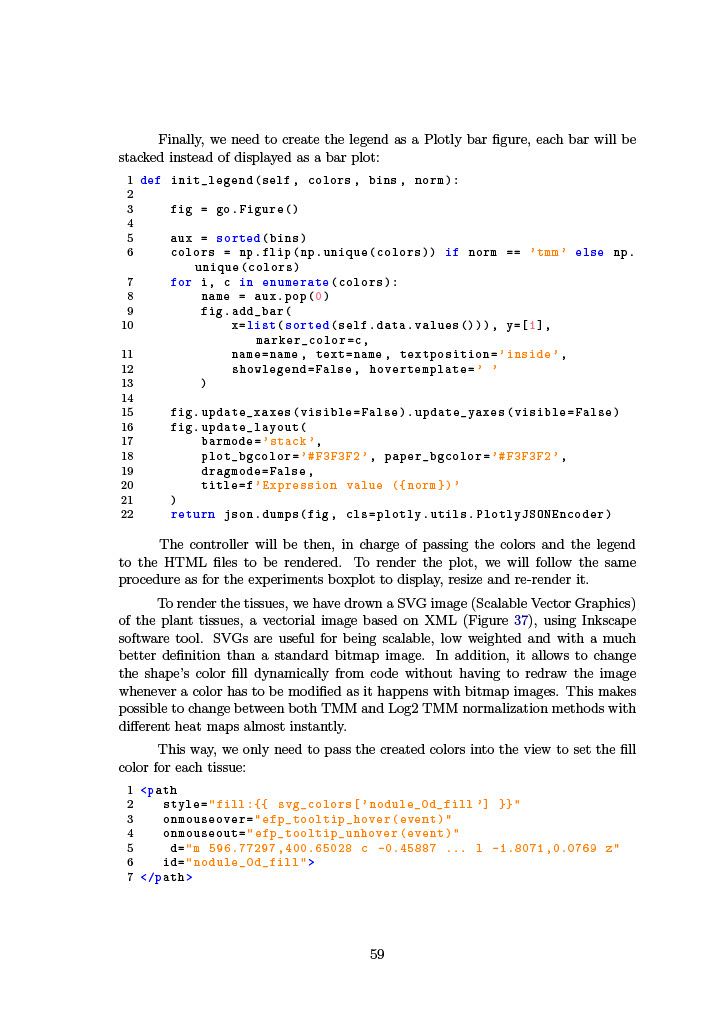 Finally, we need to create the legend as a Plotly bar figure, each bar will be
stacked instead of displayed as a bar plot:
1 def init_legend(self, colors, bins, norm):
2
3     fig = go.Figure()
4
5     aux = sorted(bins)
6     colors = np.flip(np.unique(colors)) if norm == 'tmm' else np.
unique(colors)
7     for i, c in enumerate(colors):
8         name = aux.pop(0)
9         fig.add_bar(
10             x=list(sorted(self.data.values())), y=[1],
marker_color=c,
11             name=name, text=name, textposition='inside',
12             showlegend=False, hovertemplate=' '
13         )
14
15     fig.update_xaxes(visible=False).update_yaxes(visible=False)
16     fig.update_layout(
17         barmode='stack',
18         plot_bgcolor='#F3F3F2', paper_bgcolor='#F3F3F2',
19         dragmode=False,
20         title=f'Expression value ({norm})'
21     )
22     return json.dumps(fig, cls=plotly.utils.PlotlyJSONEncoder)
The controller will be then, in charge of passing the colors and the legend
to the HTML files to be rendered. To render the plot, we will follow the same
procedure as for the experiments boxplot to display, resize and re-render it.
To render the tissues, we have drown a SVG image (Scalable Vector Graphics)
of the plant tissues, a vectorial image based on XML (Figure 37), using Inkscape
software tool. SVGs are useful for being scalable, low weighted and with a much
better definition than a standard bitmap image. In addition, it allows to change
the shape's color fill dynamically from code without having to redraw the image
whenever a color has to be modified as it happens with bitmap images. This makes
possible to change between both TMM and Log2 TMM normalization methods with
different heat maps almost instantly.
This way, we only need to pass the created colors into the view to set the fill
color for each tissue:
1 <path
2    style="fill:{{ svg_colors['nodule_0d_fill'] }}"
3    onmouseover="efp_tooltip_hover(event)"
4    onmouseout="efp_tooltip_unhover(event)"
5     d="m 596.77297,400.65028 c -0.45887 ... l -1.8071,0.0769 z"
6    id="nodule_0d_fill">
7 </path>
59